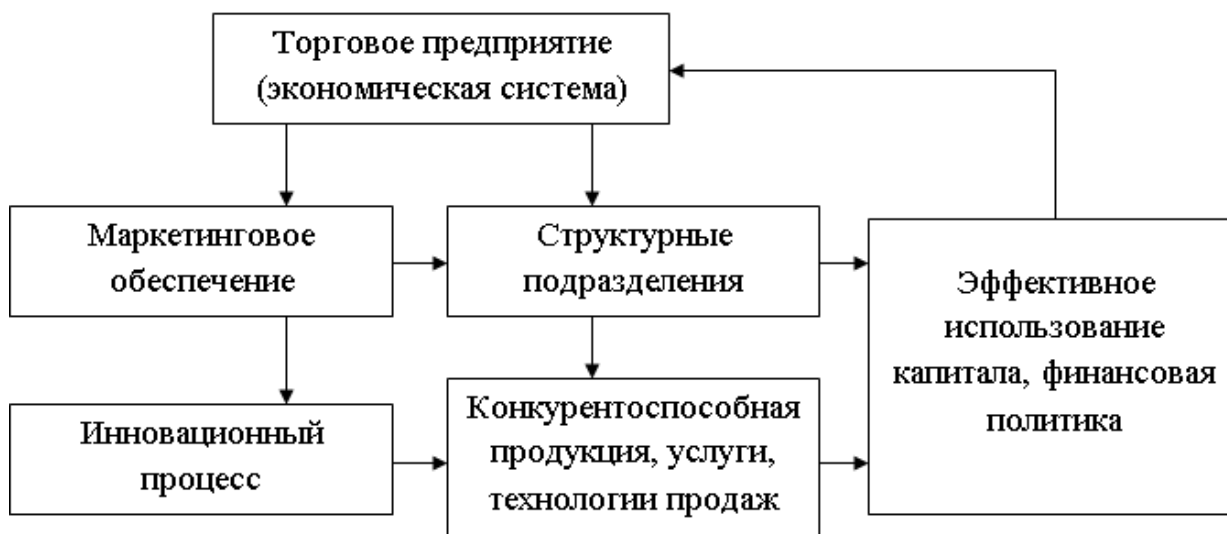 Торговое предприятие
(экономическая система)
Маркетинговое
обеспечение
Структурные
подразделения
Эффективное
использование
капитала, финансовая
политика
Инновационный
процесс
Конкурентоспособная
продукция, услуги,
технологии продаж